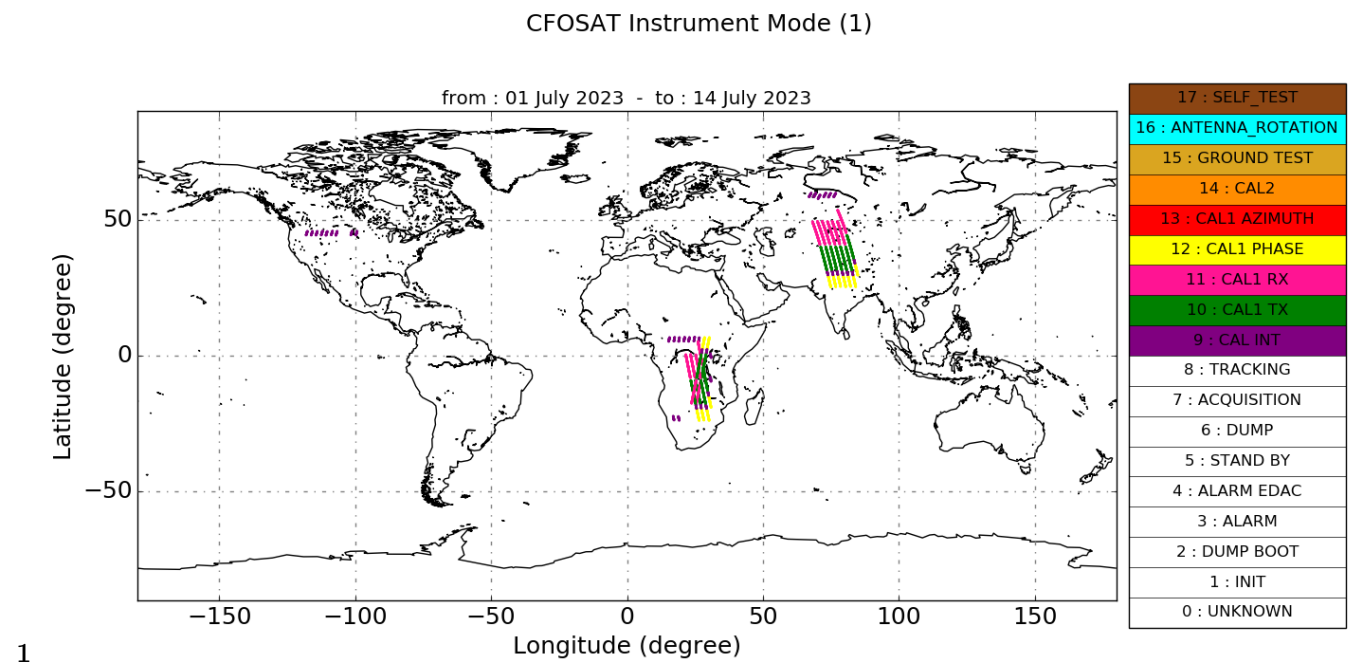 CFOSAT Instrument Mode (1)
from : 01 July 2023  -  to : 14 July 2023
17 : SELF_TEST
16 : ANTENNA_ROTATION
15 : GROUND TEST
14 : CAL2
13 : CAL1 AZIMUTH
12 : CAL1 PHASE
11 : CAL1 RX
10 : CAL1 TX
9 : CAL INT
8 : TRACKING
7 : ACQUISITION
6 : DUMP
5 : STAND BY
4 : ALARM EDAC
3 : ALARM
2 : DUMP BOOT
1 : INIT
0 : UNKNOWN
Latitude (degree)
50
0
−50
−150 −100 −50 0 50 100 150
Longitude (degree)
1